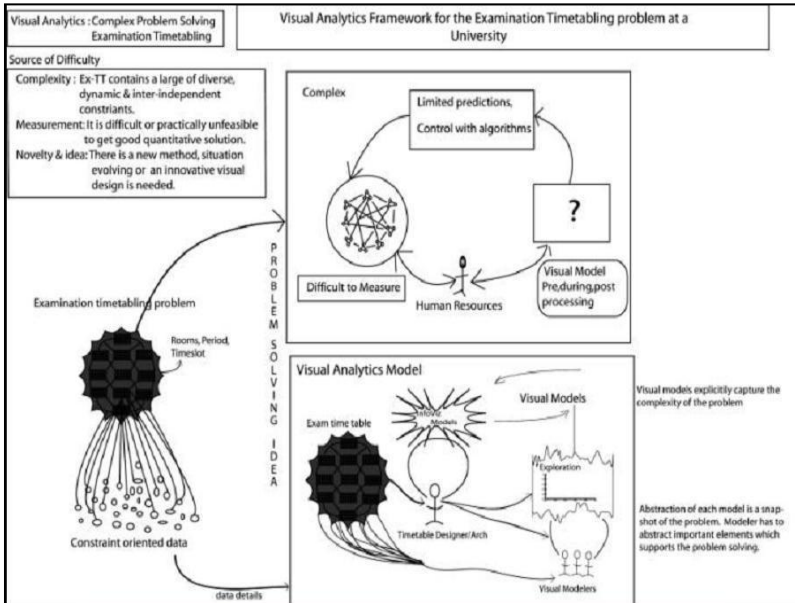 Visual Analytics : Complex Problem Solving
Examination Timetabling
Visual Analytics Framework for the Examination Timetabling problem at a
University
Source of Difficulty
Complexity : Ex-TT contains a large of diverse,
dynamic & inter-independent
constriants.
Measurement: It is difficult or practically unfeasible
to get good quantitative solution.
Novelty & idea: There is a new method, situation
evolving or an innovative visual
design is needed.
Complex
Limited predictions,
Control with algorithms
?
Difficult to Measure
Human Resources
Visual Model
Pre,during,post
processing
PROBLEM SOLVING IDEA
Examination timetabling problem
Rooms, Period,
Timeslot
Constraint oriented data
data details
Visual Analytics Model
Exam time table
InfoViz
Models
Visual Models
Exploration
Timetable Designer/Arch
Visual Modelers
Visual models explicitily capture the
complexity of the problem
Abstraction of each model is a snap-
shot of the problem. Modeler has to
abstract important elements which
supports the problem solving.